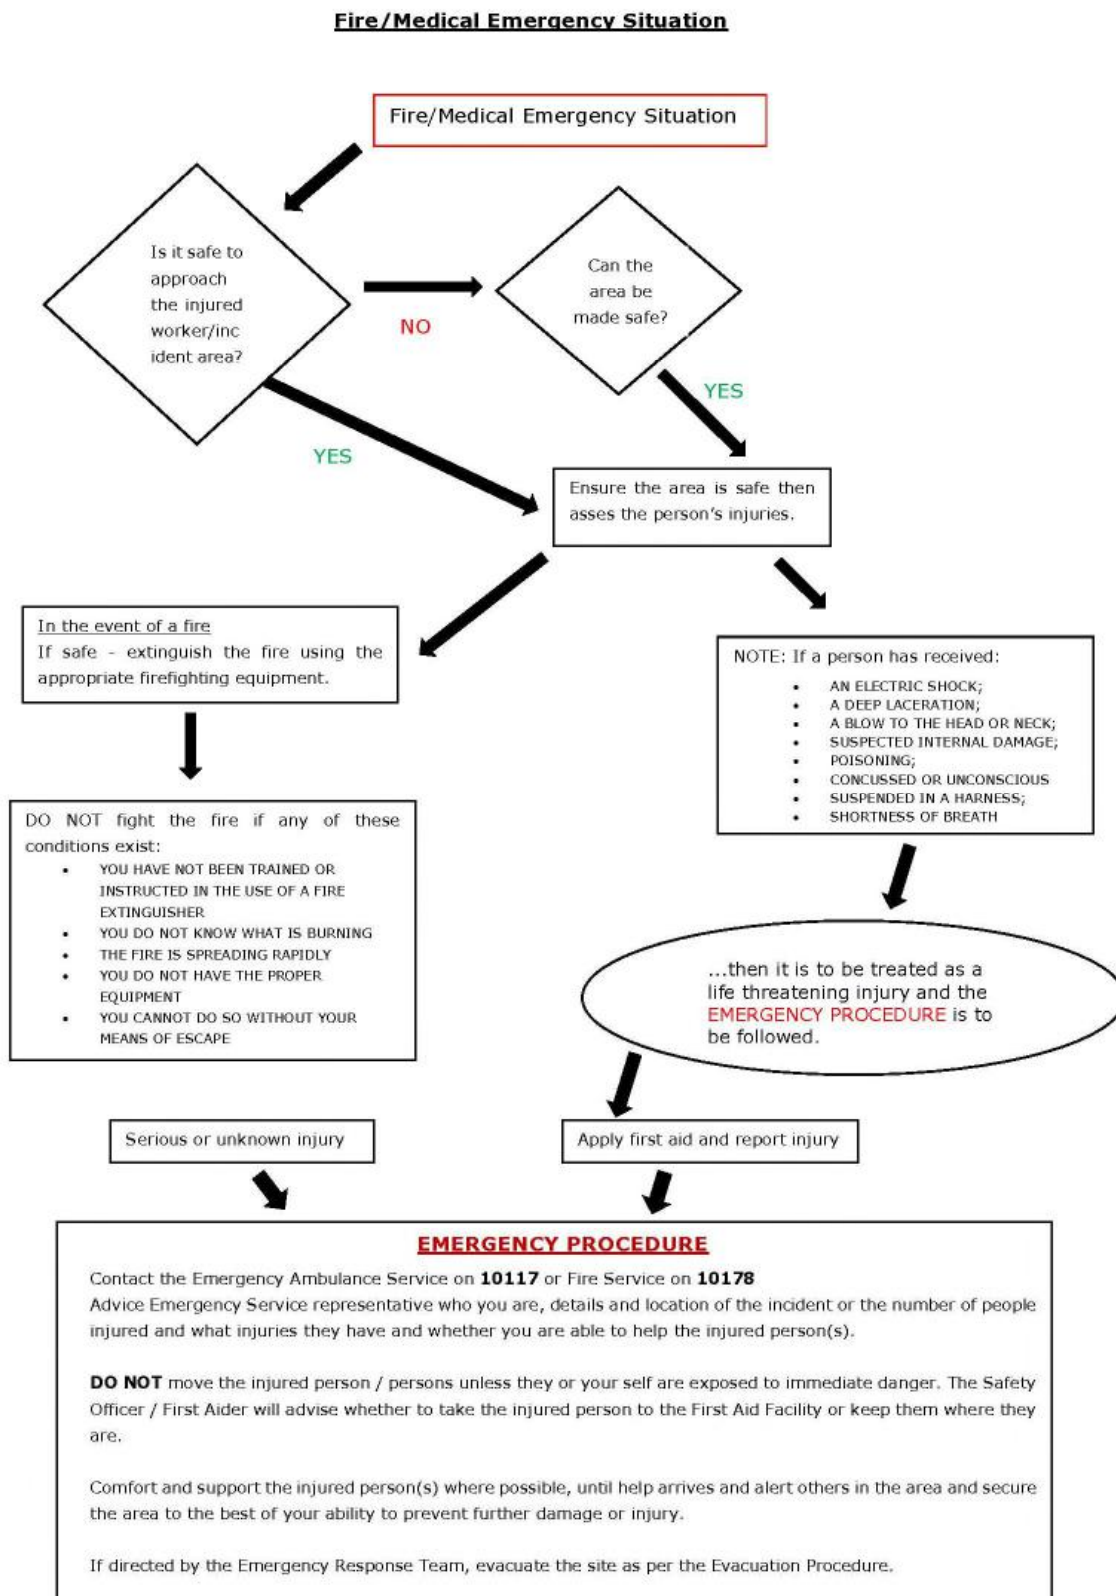 Fire/Medical Emergency Situation
Fire/Medical Emergency Situation
Is it safe to
approach
the injured
worker/inc
ident area?
NO
Can the
area be
made safe?
YES
YES
Ensure the area is safe then
asses the person's injuries.
In the event of a fire
If safe - extinguish the fire using the
appropriate firefighting equipment.
NOTE: If a person has received:
• AN ELECTRIC SHOCK;
• A DEEP LACERATION;
• A BLOW TO THE HEAD OR NECK;
• SUSPECTED INTERNAL DAMAGE;
• POISONING;
• CONCUSSED OR UNCONSCIOUS
• SUSPENDED IN A HARNESS;
• SHORTNESS OF BREATH
DO NOT fight the fire if any of these
conditions exist:
• YOU HAVE NOT BEEN TRAINED OR
INSTRUCTED IN THE USE OF A FIRE
EXTINGUISHER
• YOU DO NOT KNOW WHAT IS BURNING
• THE FIRE IS SPREADING RAPIDLY
• YOU DO NOT HAVE THE PROPER
EQUIPMENT
• YOU CANNOT DO SO WITHOUT YOUR
MEANS OF ESCAPE
...then it is to be treated as a
life threatening injury and the
EMERGENCY PROCEDURE is to
be followed.
Serious or unknown injury
Apply first aid and report injury
EMERGENCY PROCEDURE
Contact the Emergency Ambulance Service on 10117 or Fire Service on 10178
Advice Emergency Service representative who you are, details and location of the incident or the number of people
injured and what injuries they have and whether you are able to help the injured person(s).
DO NOT move the injured person / persons unless they or your self are exposed to immediate danger. The Safety
Officer / First Aider will advise whether to take the injured person to the First Aid Facility or keep them where they
are.
Comfort and support the injured person(s) where possible, until help arrives and alert others in the area and secure
the area to the best of your ability to prevent further damage or injury.
If directed by the Emergency Response Team, evacuate the site as per the Evacuation Procedure.